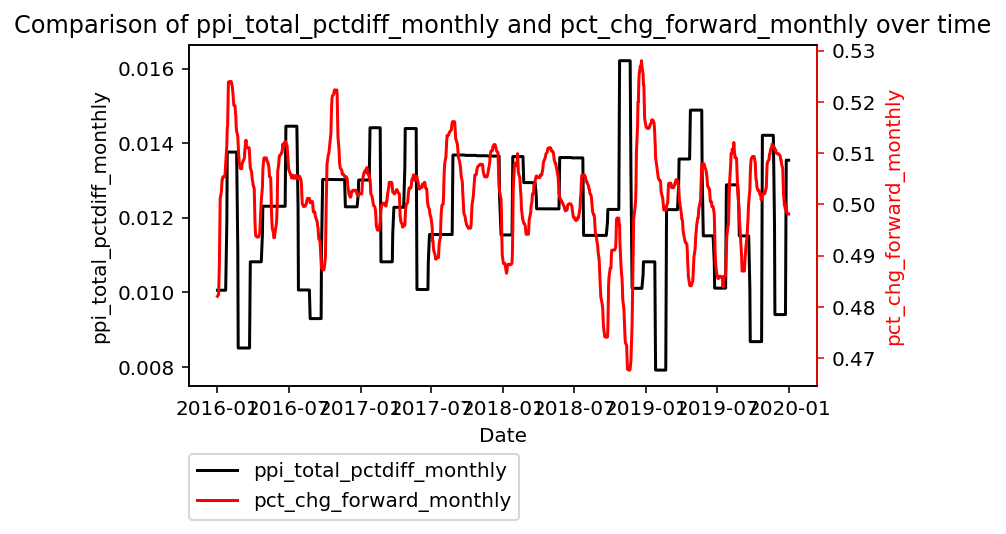 Comparison of ppi_total_pctdiff_monthly and pct_chg_forward_monthly over time
ppi_total_pctdiff_monthly
0.016
0.014
0.012
0.010
0.008
0.53
0.52
0.51
0.50
0.49
0.48
0.47
pct_chg_forward_monthly
2016-01 2016-07 2017-01 2017-07 2018-01 2018-07 2019-01 2019-07 2020-01
Date
ppi_total_pctdiff_monthly
pct_chg_forward_monthly